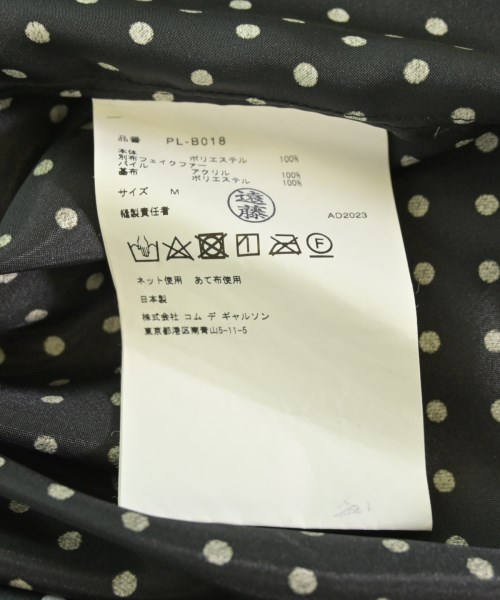 品番 PL-B018
本体 ポリエステル 100%
別布フェイクファー
パイル アクリル 100%
基布 ポリエステル 100%
サイズ M
縫製責任者 遠藤 AD2023
ネット使用 あて布使用
日本製
株式会社 コム デ ギャルソン
東京都港区南青山5-11-5